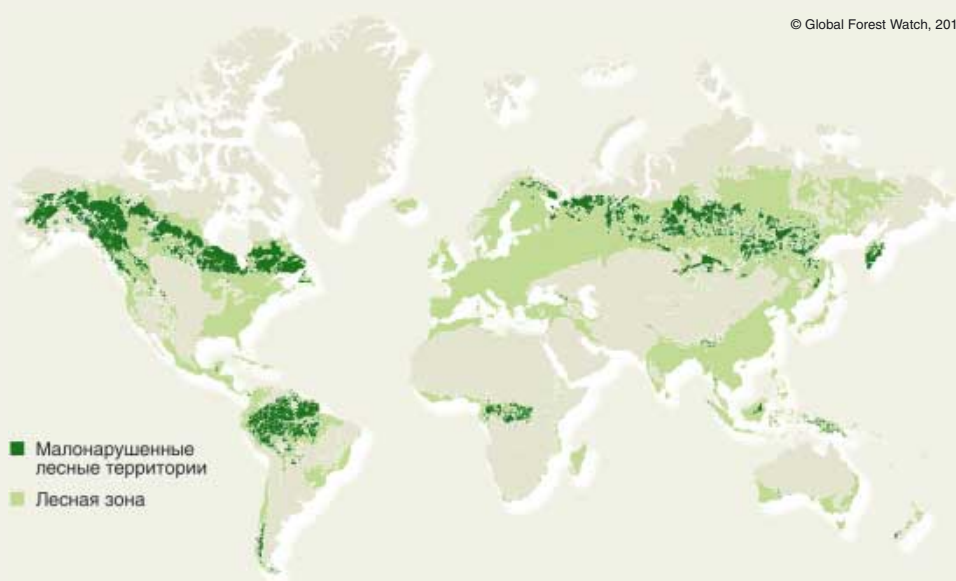 © Global Forest Watch, 201
Малонарушенные
лесные территории
Лесная зона